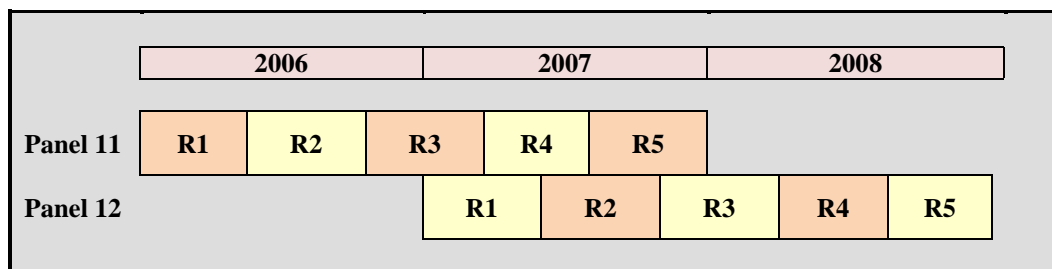 2006 2007 2008
Panel 11 R1 R2 R3 R4 R5
Panel 12 R1 R2 R3 R4 R5